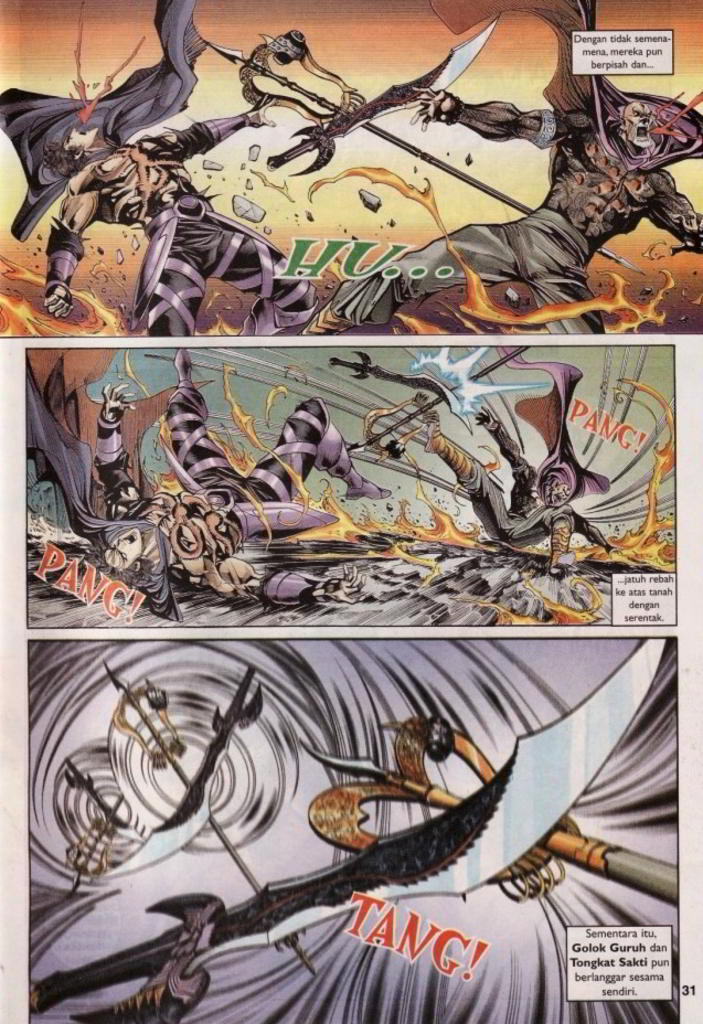 Dengan tidak semena-
mena, mereka pun
berpisah dan...
HU...
PANG!
PANG!
...jatuh rebah
ke atas tanah
dengan
serentak.
TANG!
Sementara itu,
Golok Guruh dan
Tongkat Sakti pun
berlanggar sesama
sendiri.
31